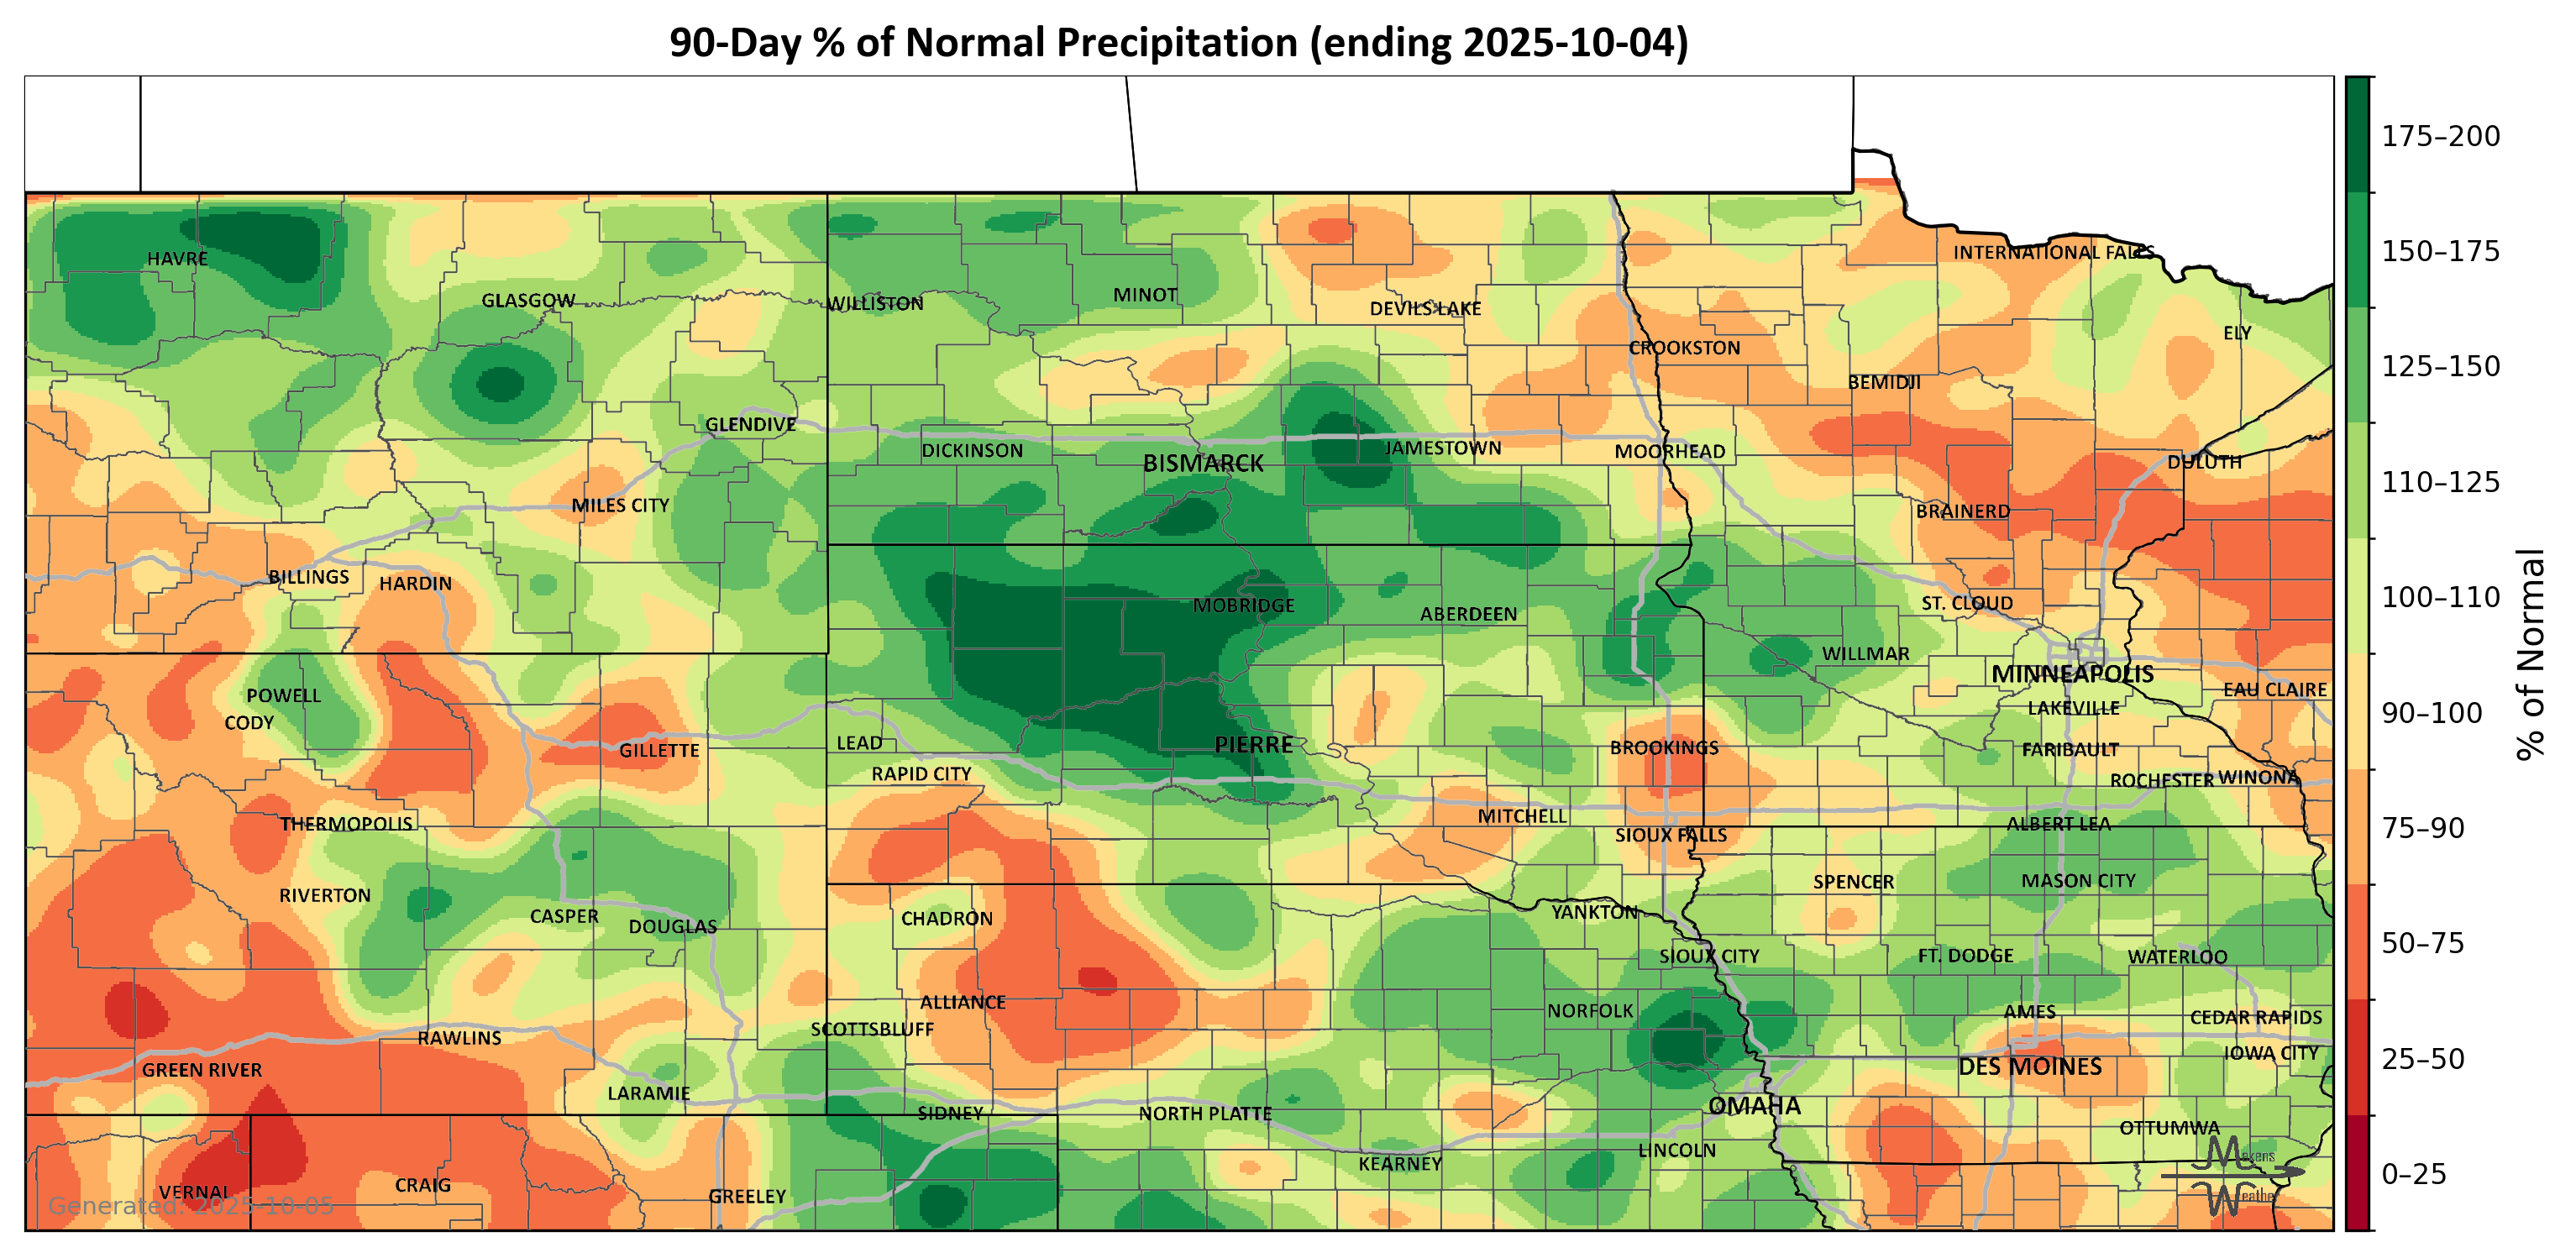 90-Day % of Normal Precipitation (ending 2025-10-04)
175–200
150–175
125–150
110–125
100–110
90–100
75–90
50–75
25–50
0–25
% of Normal
HAVRE
INTERNATIONAL FALLS
GLASGOW
WILLISTON
MINOT
DEVILS LAKE
ELY
CROOKSTON
BEMIDJI
GLENDIVE
DICKINSON
BISMARCK
JAMESTOWN
MOORHEAD
DULUTH
MILES CITY
BRAINERD
BILLINGS
HARDIN
MOBRIDGE
ABERDEEN
ST. CLOUD
WILLMAR
MINNEAPOLIS
POWELL
EAU CLAIRE
CODY
LAKEVILLE
GILLETTE
LEAD
PIERRE
BROOKINGS
FARIBAULT
RAPID CITY
ROCHESTER
WINONA
THERMOPOLIS
MITCHELL
ALBERT LEA
SIOUX FALLS
RIVERTON
SPENCER
MASON CITY
CASPER
CHADRON
YANKTON
DOUGLAS
SIOUX CITY
FT. DODGE
WATERLOO
ALLIANCE
NORFOLK
AMES
SCOTTSBLUFF
CEDAR RAPIDS
RAWLINS
IOWA CITY
GREEN RIVER
DES MOINES
LARAMIE
OMAHA
SIDNEY
NORTH PLATTE
OTTUMWA
LINCOLN
KEARNEY
VERNAL
CRAIG
GREELEY
Generated: 2025-10-05
Makens
Weather